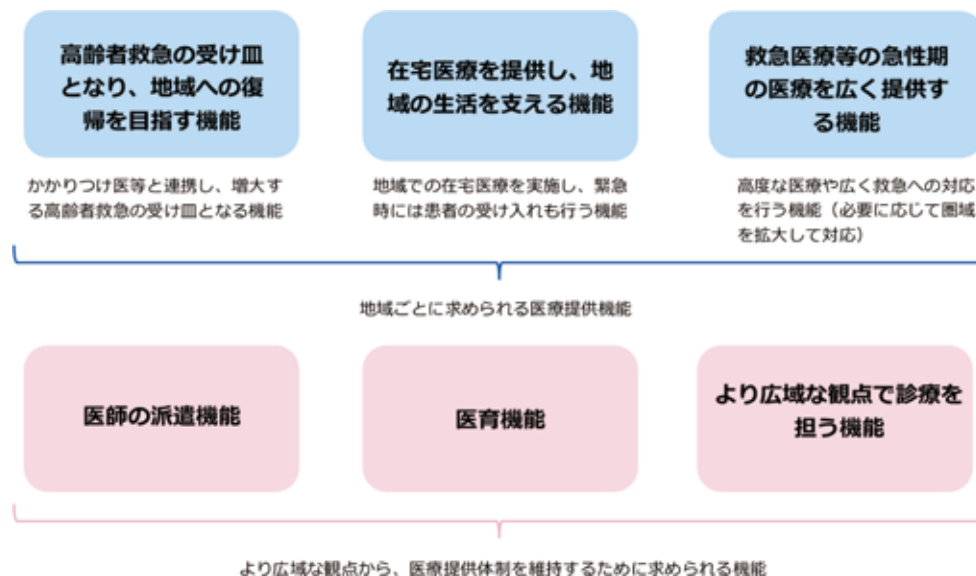 高齢者救急の受け皿
となり、地域への復
帰を目指す機能
在宅医療を提供し、地
域の生活を支える機能
救急医療等の急性期
の医療を広く提供す
る機能
かかりつけ医等と連携し、増大す
る高齢者救急の受け皿となる機能
地域での在宅医療を実施し、緊急
時には患者の受け入れも行う機能
高度な医療や広く救急への対応
を行う機能（必要に応じて圏域
を拡大して対応）
地域ごとに求められる医療提供機能
医師の派遣機能
医育機能
より広域な観点で診療を
担う機能
より広域な観点から、医療提供体制を維持するために求められる機能